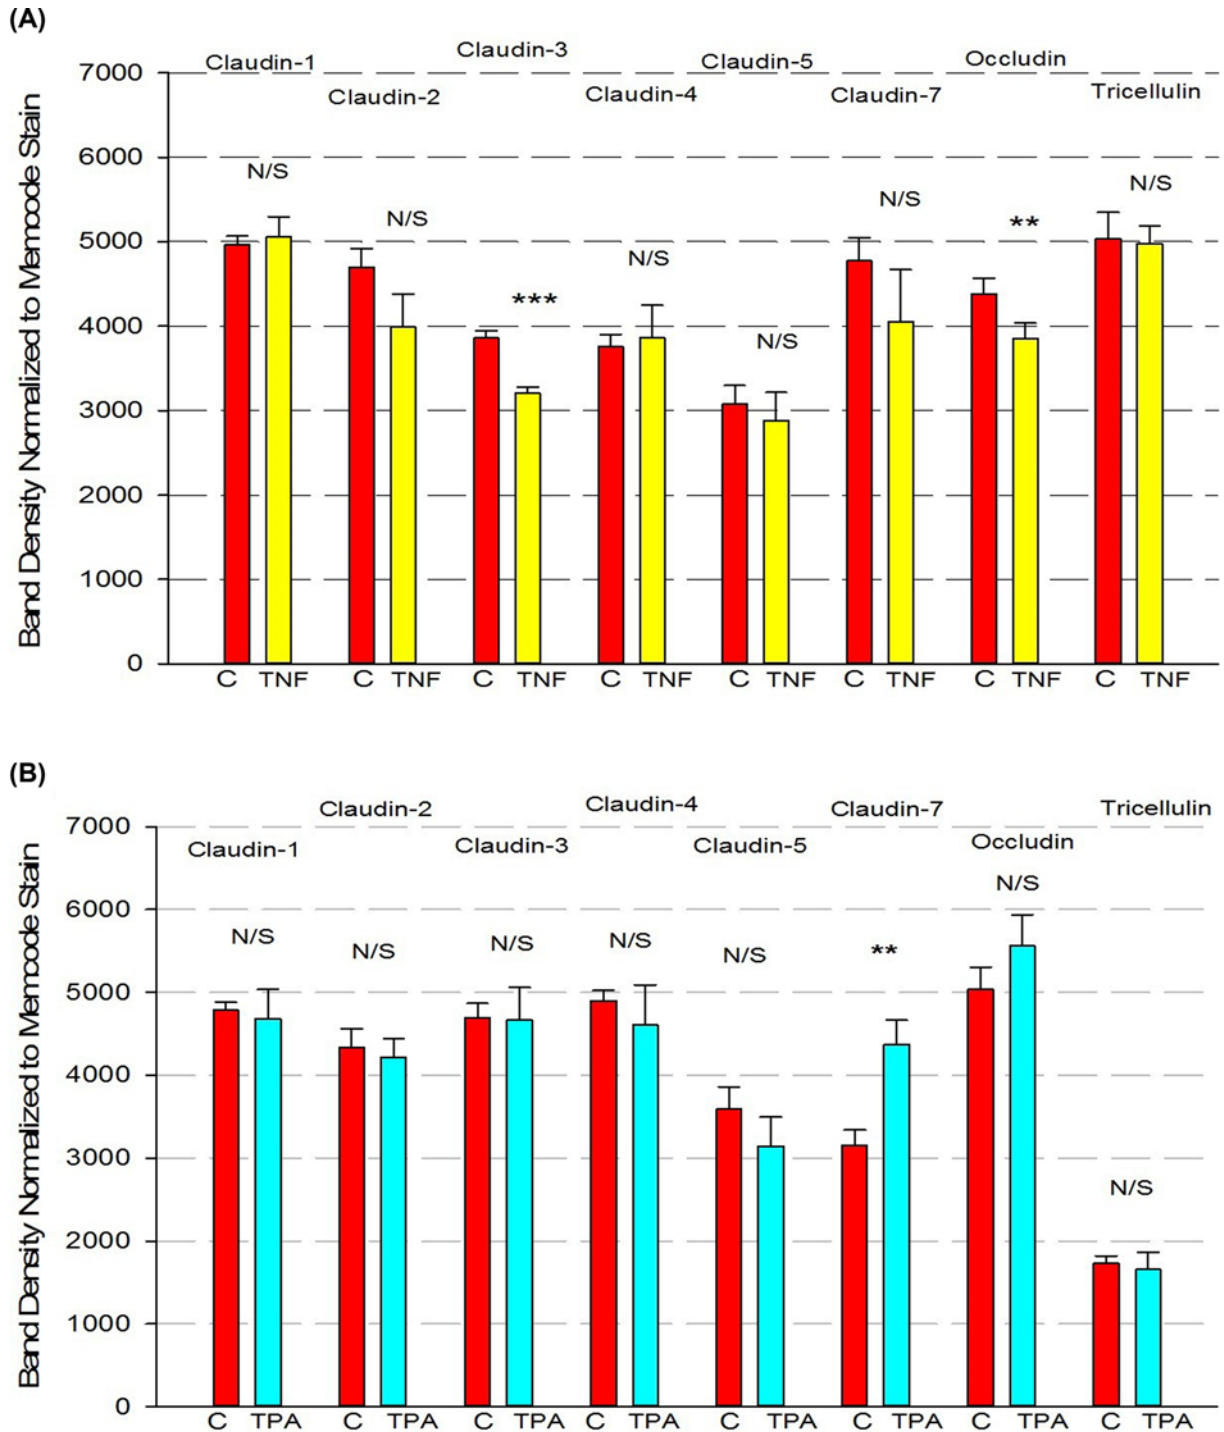 (A)
Claudin-1 Claudin-3 Claudin-5 Occludin
Claudin-2 Claudin-4 Claudin-7 Tricellulin
Band Density Normalized to Memcode Stain
7000
6000
5000
4000
3000
2000
1000
0
N/S N/S *** N/S N/S N/S ** N/S
C TNF C TNF C TNF C TNF C TNF C TNF C TNF C TNF
(B)
Claudin-2 Claudin-4 Claudin-7 Tricellulin
Claudin-1 Claudin-3 Claudin-5 Occludin
Band Density Normalized to Memcode Stain
7000
6000
5000
4000
3000
2000
1000
0
N/S N/S N/S N/S N/S ** N/S N/S
C TPA C TPA C TPA C TPA C TPA C TPA C TPA C TPA